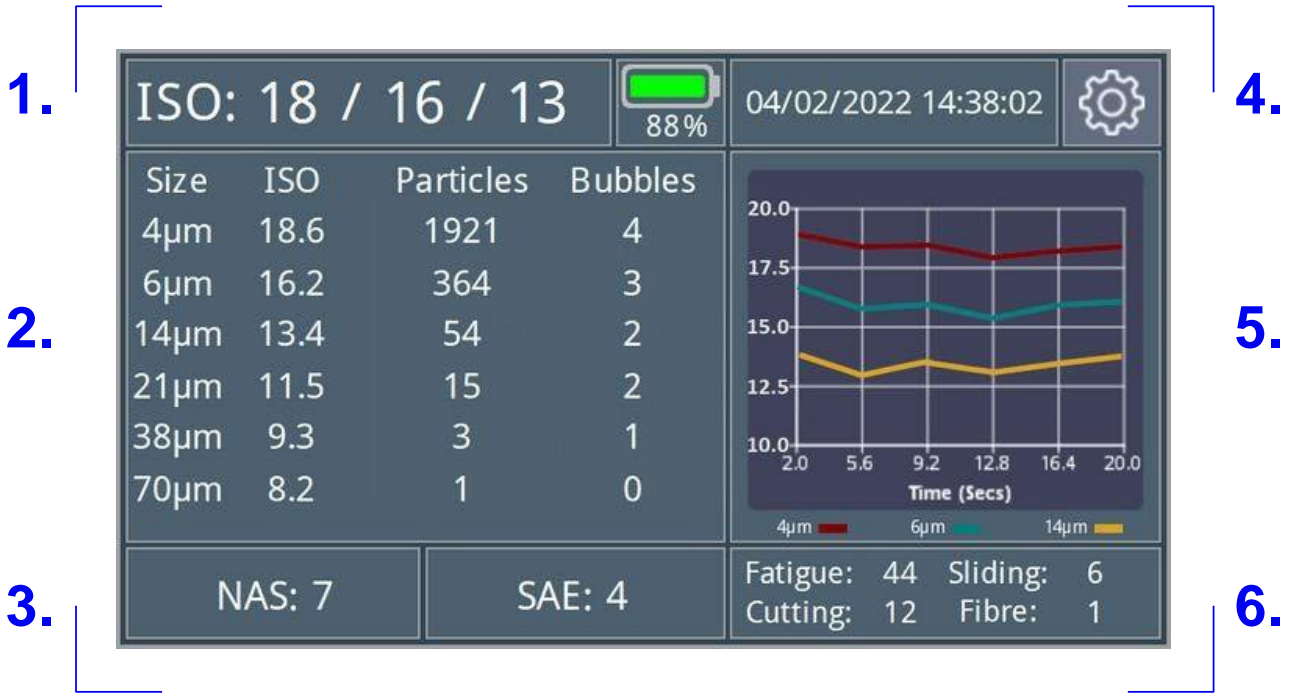 1.
ISO: 18 / 16 / 13
88%
04/02/2022 14:38:02
4.
2.
Size ISO Particles Bubbles
4µm 18.6 1921 4
6µm 16.2 364 3
14µm 13.4 54 2
21µm 11.5 15 2
38µm 9.3 3 1
70µm 8.2 1 0
20.0
17.5
15.0
12.5
10.0
2.0 5.6 9.2 12.8 16.4 20.0
Time (Secs)
4µm 6µm 14µm
5.
3.
NAS: 7
SAE: 4
Fatigue: 44 Sliding: 6
Cutting: 12 Fibre: 1
6.